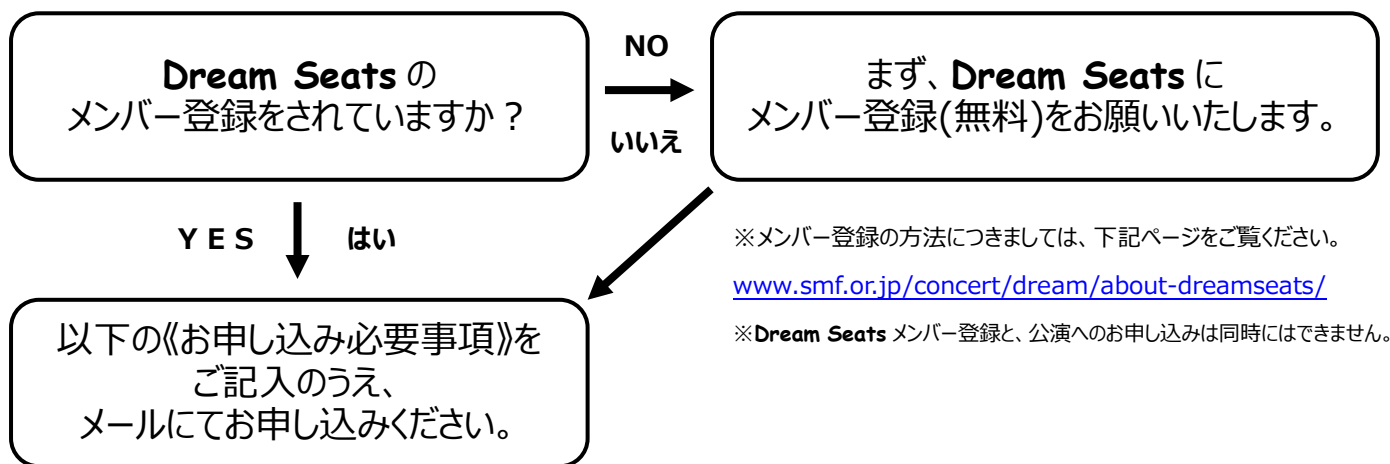 Dream Seats の
メンバー登録をされていますか？
NO
いいえ
まず、Dream Seats に
メンバー登録(無料)をお願いいたします。
ＹＥＳ はい
※メンバー登録の方法につきましては、下記ページをご覧ください。
www.smf.or.jp/concert/dream/about-dreamseats/
※Dream Seats メンバー登録と、公演へのお申し込みは同時にはできません。
以下の《お申し込み必要事項》を
ご記入のうえ、
メールにてお申し込みください。